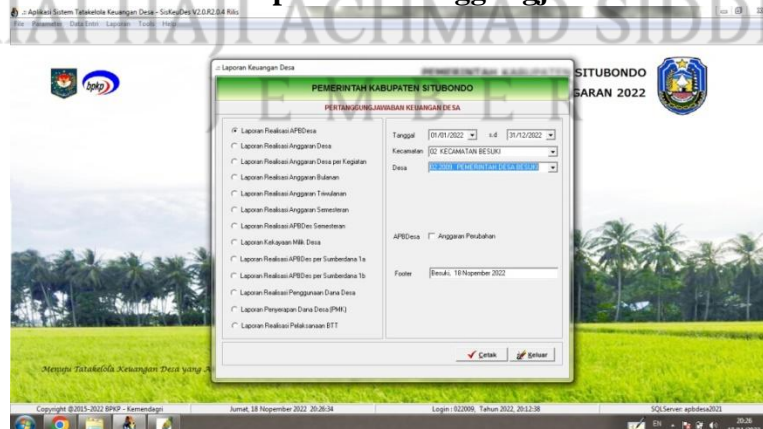 .: Aplikasi Sistem Tatakelola Keuangan Desa - SisKeuDes V2.0.R2.0.4 Rilis
File Parameter Data Entri Laporan Tools Help
ACHMAD SIDD
bpkp
SITUBONDO
GARAN 2022
.: Laporan Keuangan Desa
PEMERINTAH KABUPATEN SITUBONDO
PERTANGGUNGJAWABAN KEUANGAN DESA
JEMBER
Laporan Realisasi APBDesa
Laporan Realisasi Anggaran Desa
Laporan Realisasi Anggaran Desa per Kegiatan
Laporan Realisasi Anggaran Bulanan
Laporan Realisasi Anggaran Triwulanan
Laporan Realisasi Anggaran Semesteran
Laporan Realisasi APBDes Semesteran
Laporan Kekayaan Milik Desa
Laporan Realisasi APBDes per Sumberdana 1a
Laporan Realisasi APBDes per Sumberdana 1b
Laporan Realisasi Penggunaan Dana Desa
Laporan Penyerapan Dana Desa (PMK)
Laporan Realisasi Pelaksanaan BTT
Tanggal 01/01/2022 s.d 31/12/2022
Kecamatan 02 KECAMATAN BESUKI
Desa 02.2009. PEMERINTAH DESA BESUKI
APBDesa Anggaran Perubahan
Footer Besuki, 18 Nopember 2022
Cetak Keluar
Menuju Tatakelola Keuangan Desa yang A
Copyright @2015-2022 BPKP - Kemendagri
Jumat, 18 Nopember 2022 20:26:34
Login : 022009, Tahun 2022, 20:12:38
SQLServer: apbdesa2021
EN
20:26